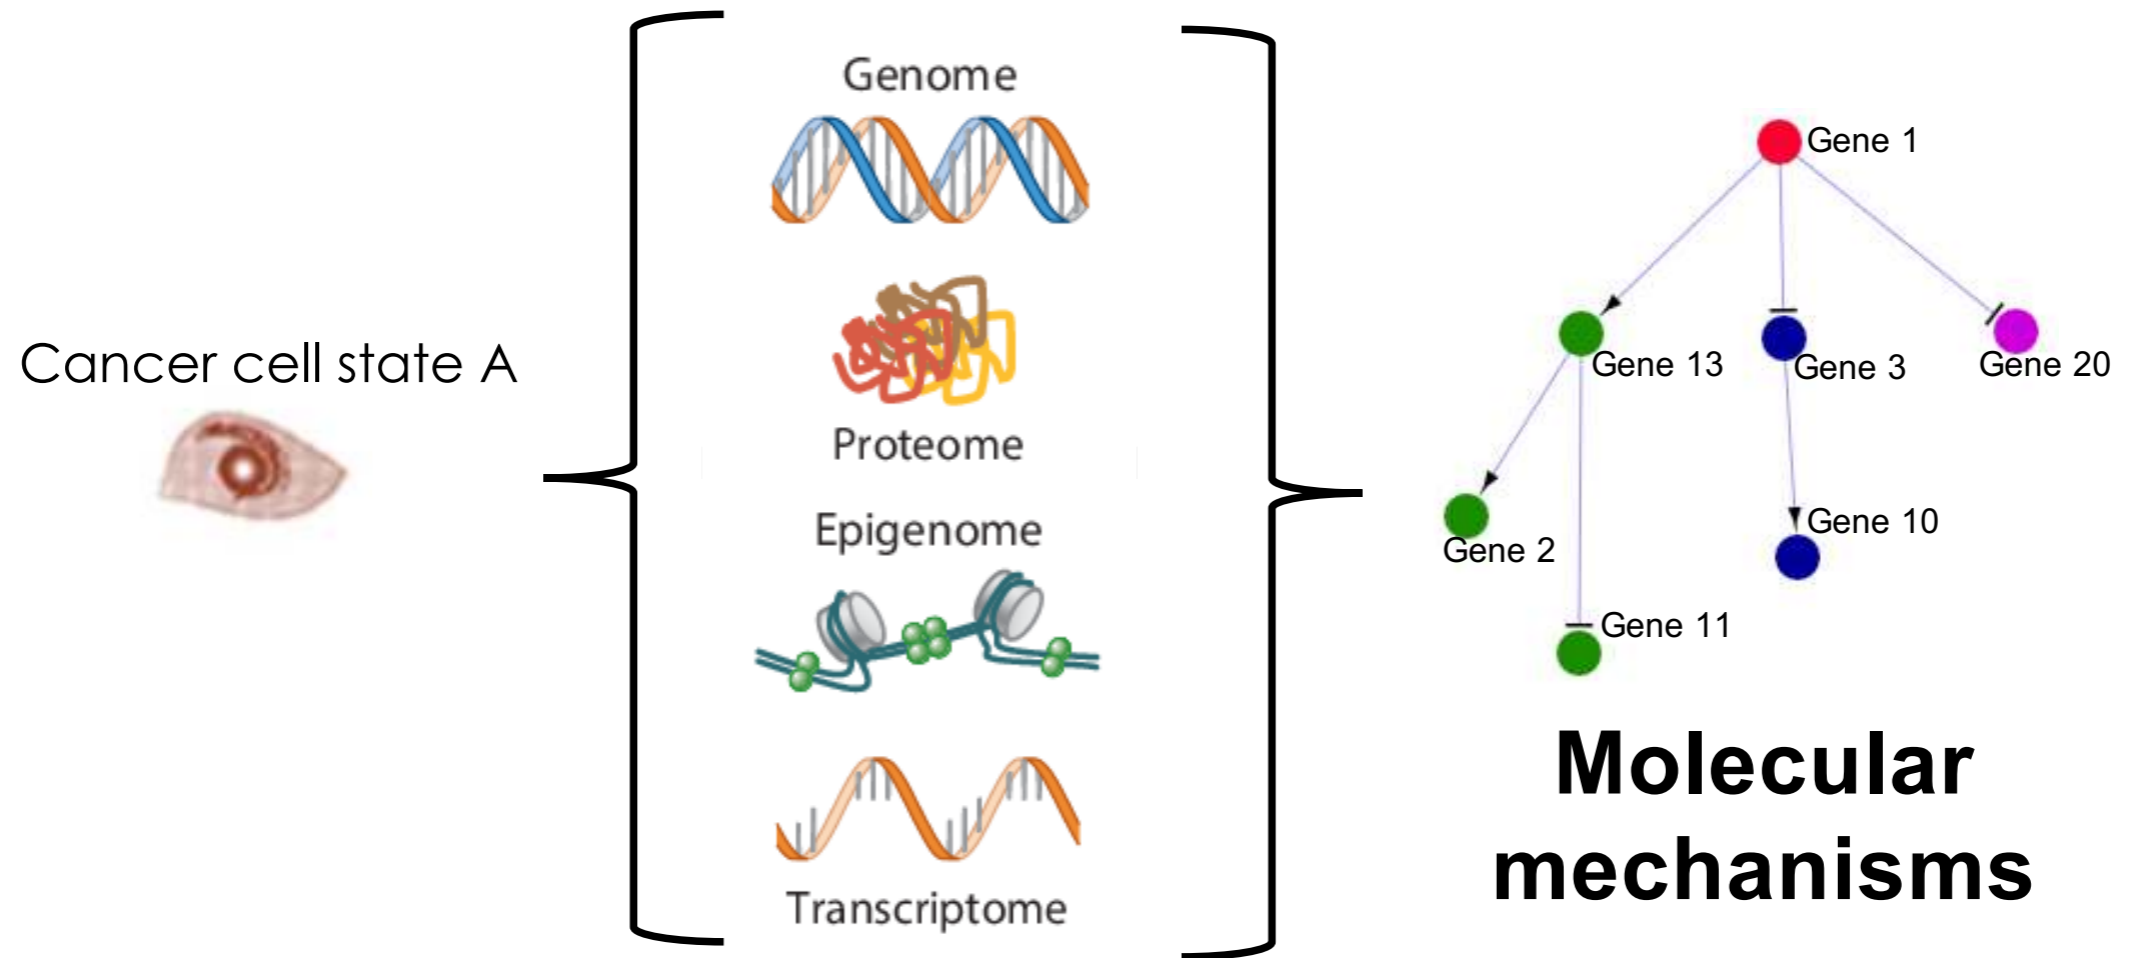 Cancer cell state A
Genome
Proteome
Epigenome
Transcriptome
Gene 1
Gene 13
Gene 3
Gene 20
Gene 2
Gene 10
Gene 11
Molecular
mechanisms